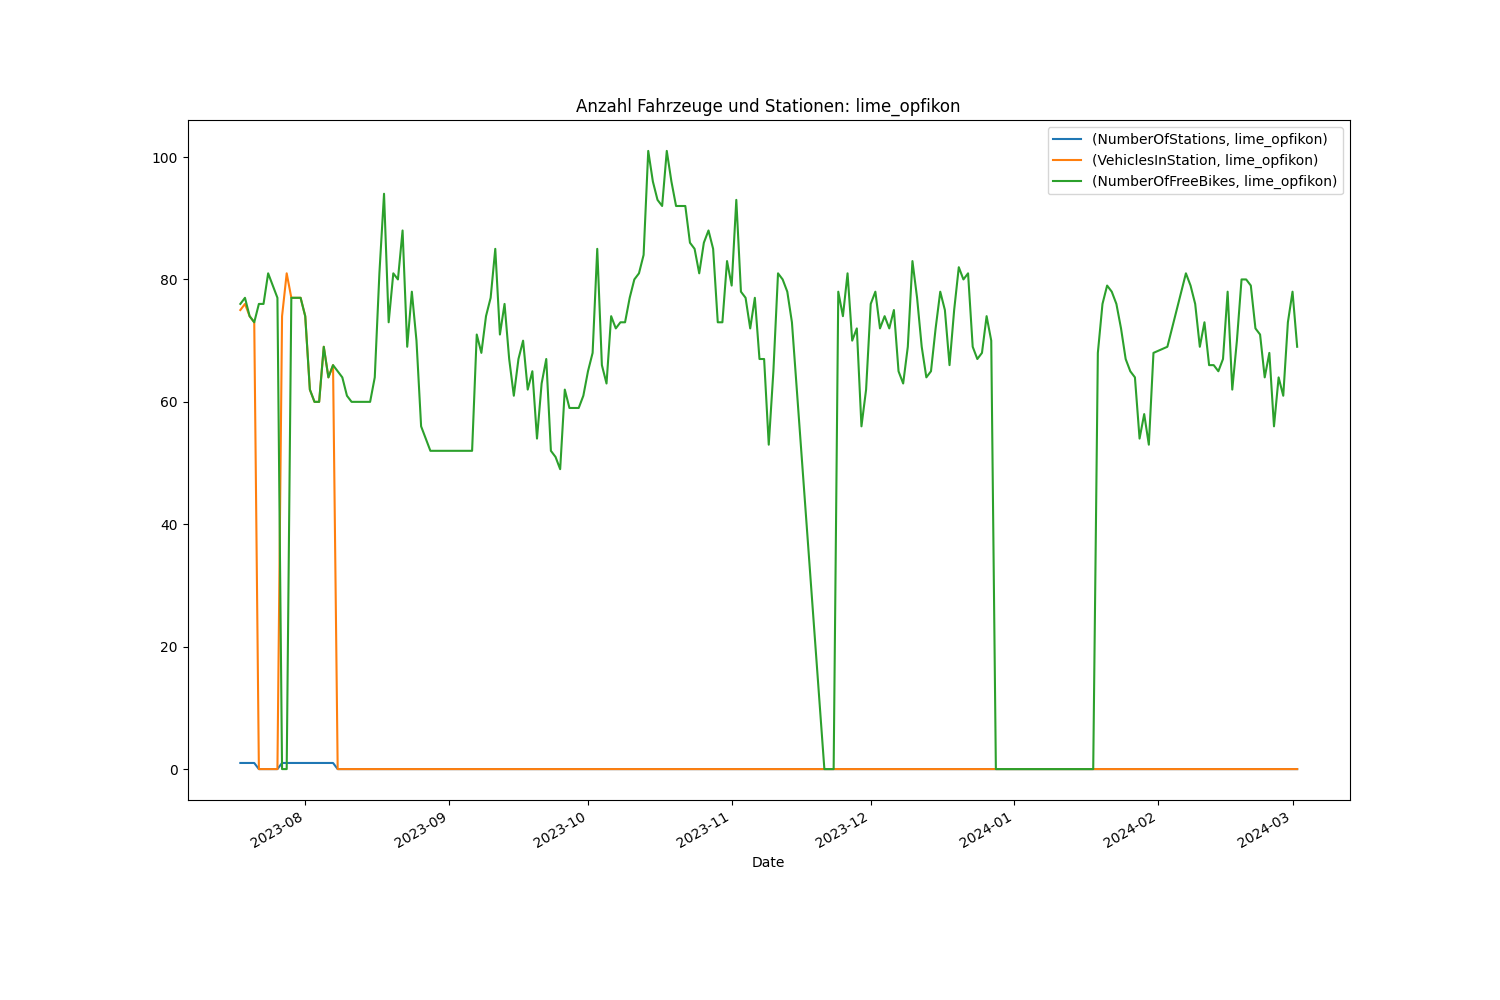 Anzahl Fahrzeuge und Stationen: lime_opfikon
(NumberOfStations, lime_opfikon)
(VehiclesInStation, lime_opfikon)
(NumberOfFreeBikes, lime_opfikon)
100
80
60
40
20
0
2023-08
2023-09
2023-10
2023-11
2023-12
2024-01
2024-02
2024-03
Date